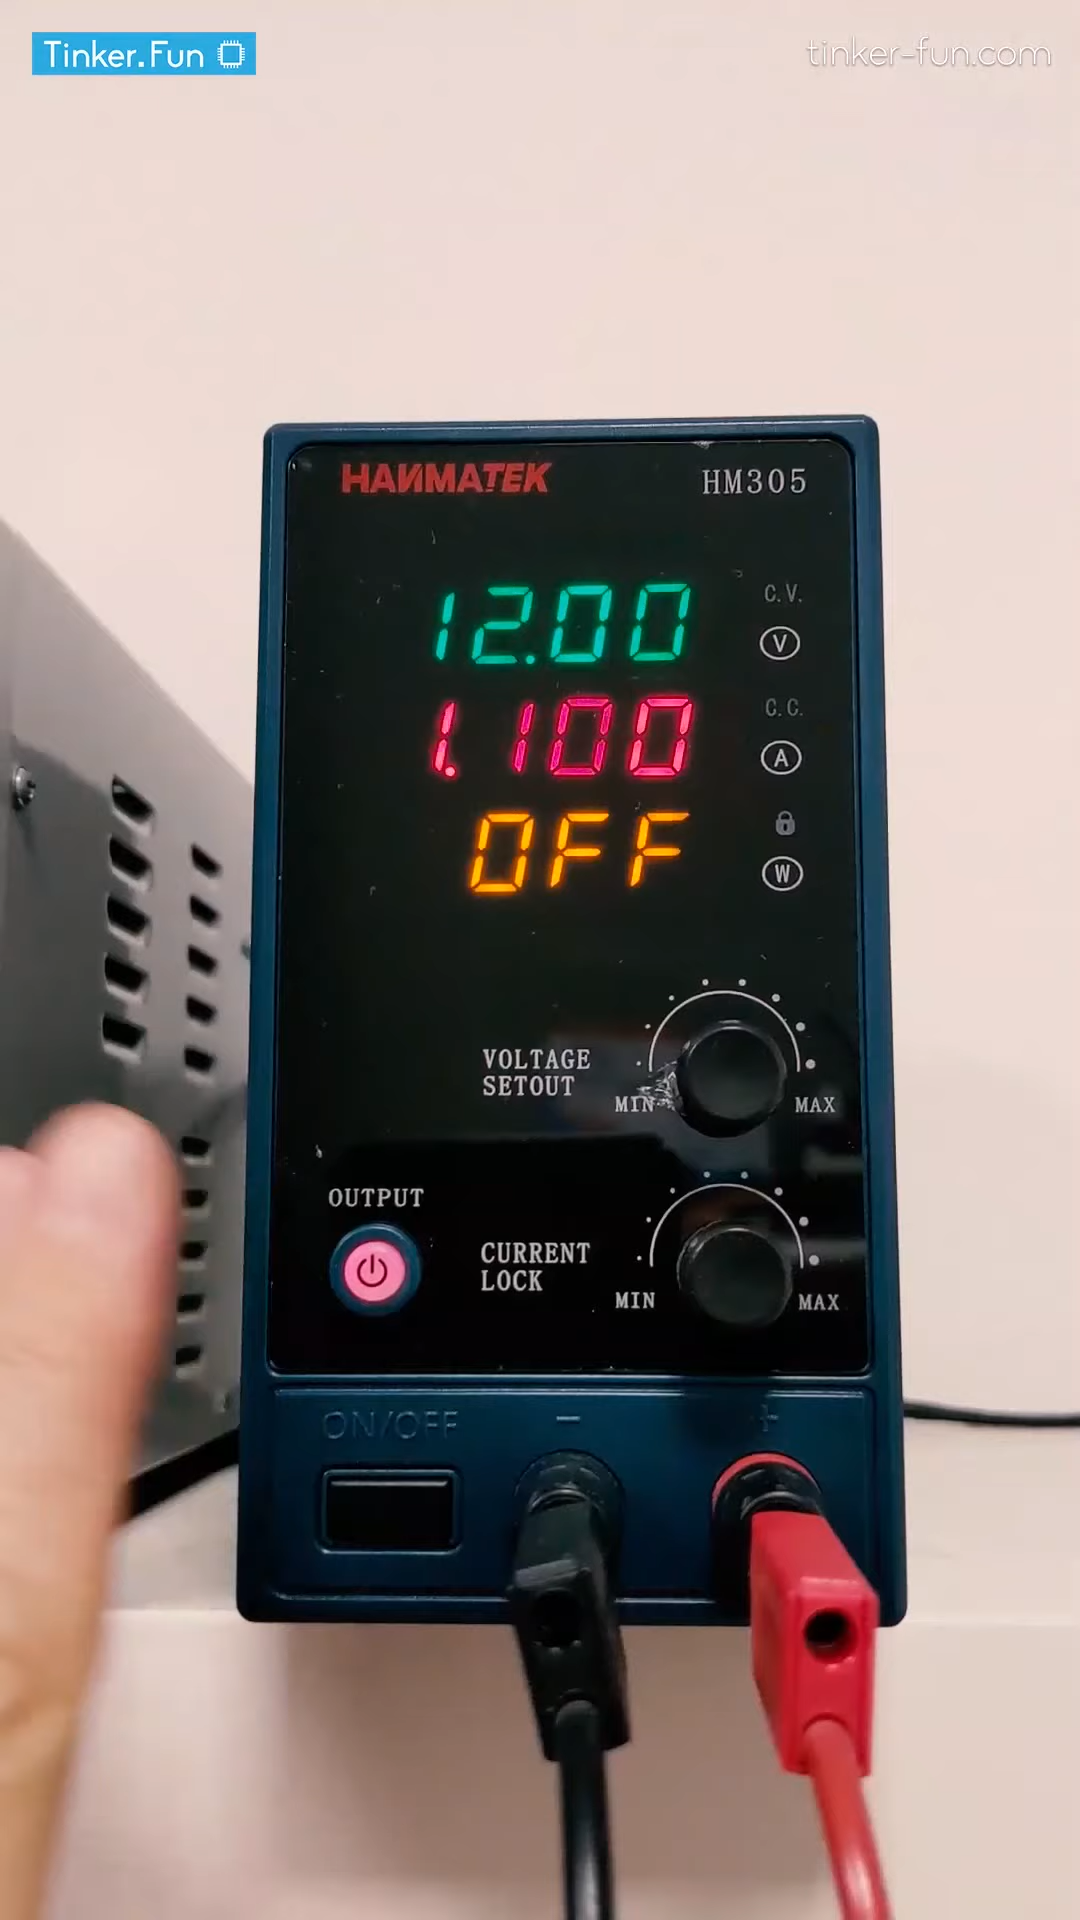 Tinker.Fun
tinker-fun.com
HANMATEK
HM305
12.00
C.V.
V
1.100
C.C.
A
OFF
W
VOLTAGE
SETOUT
MIN
MAX
OUTPUT
CURRENT
LOCK
MIN
MAX
ON/OFF
- +